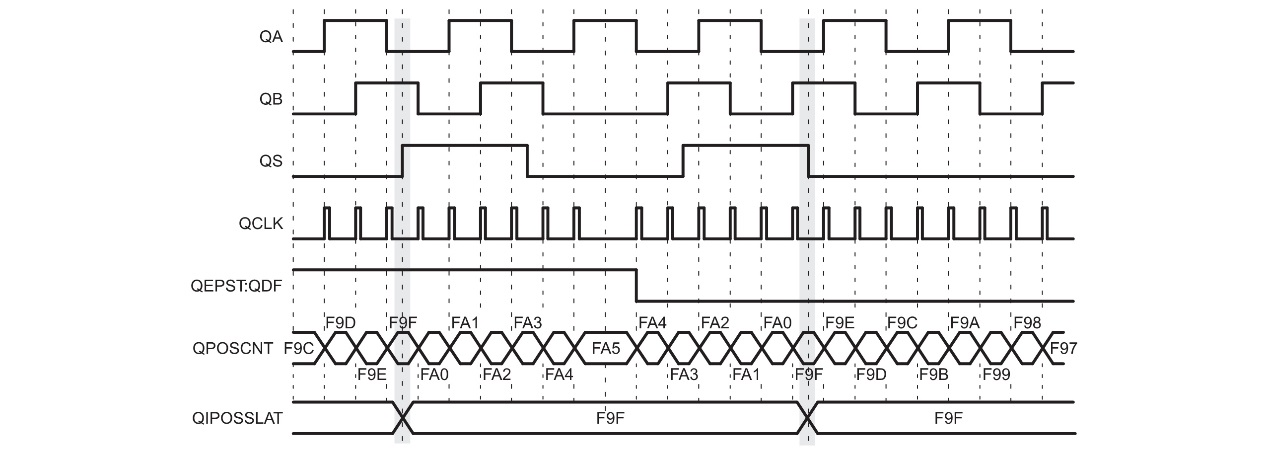 QA
QB
QS
QCLK
QEPST:QDF
F9D F9F FA1 FA3 FA4 FA2 FA0 F9E F9C F9A F98
QPOSCNT F9C FA5 F97
F9E FA0 FA2 FA4 FA3 FA1 F9F F9D F9B F99
QIPOSSLAT F9F F9F